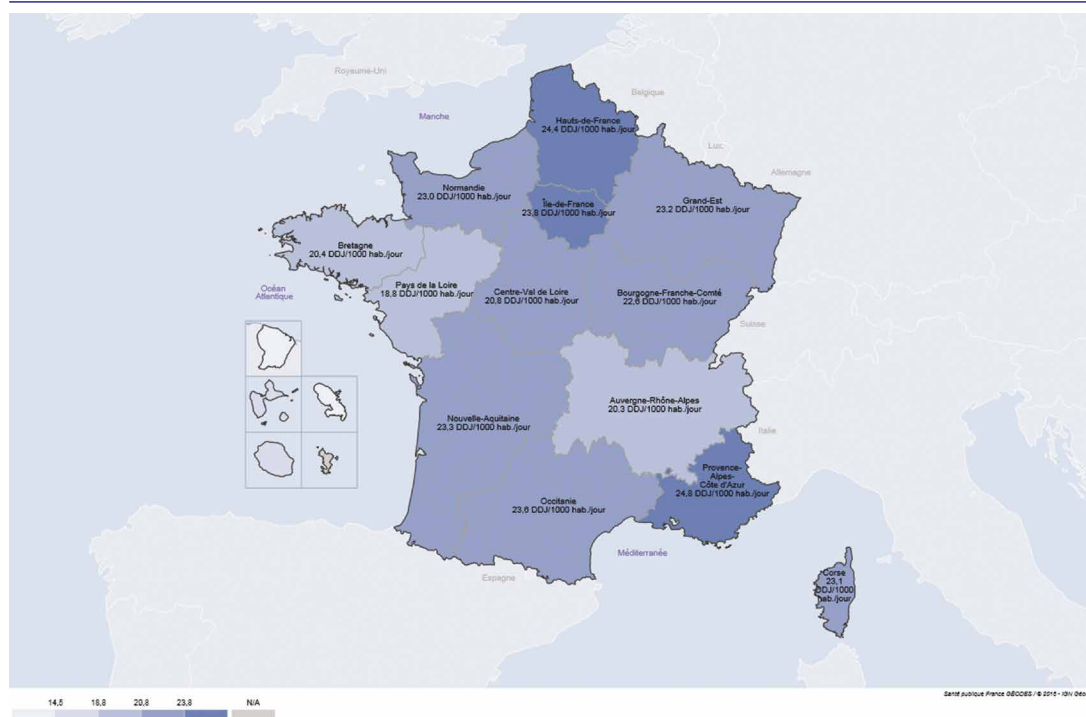 Royaume-Uni
Belgique
Manche
Hauts-de-France
24,4 DDJ/1000 hab./jour
Luc
Allemagne
Normandie
23,0 DDJ/1000 hab./jour
Île-de-France
23,8 DDJ/1000 hab./jour
Grand-Est
23,2 DDJ/1000 hab./jour
Bretagne
20,4 DDJ/1000 hab./jour
Pays de la Loire
18,8 DDJ/1000 hab./jour
Centre-Val de Loire
20,8 DDJ/1000 hab./jour
Bourgogne-Franche-Comté
22,6 DDJ/1000 hab./jour
Océan
Atlantique
Suisse
Auvergne-Rhône-Alpes
20,3 DDJ/1000 hab./jour
Nouvelle-Aquitaine
23,3 DDJ/1000 hab./jour
Italie
Provence-
Alpes-
Côte d'Azur
24,8 DDJ/1000 hab./jour
Occitanie
23,6 DDJ/1000 hab./jour
Méditerranée
Espagne
Corse
23,1
DDJ/1000
hab./jour
Santé publique France GÉODES / © 2016 - IGN Géo
14,5 18,8 20,8 23,8 N/A